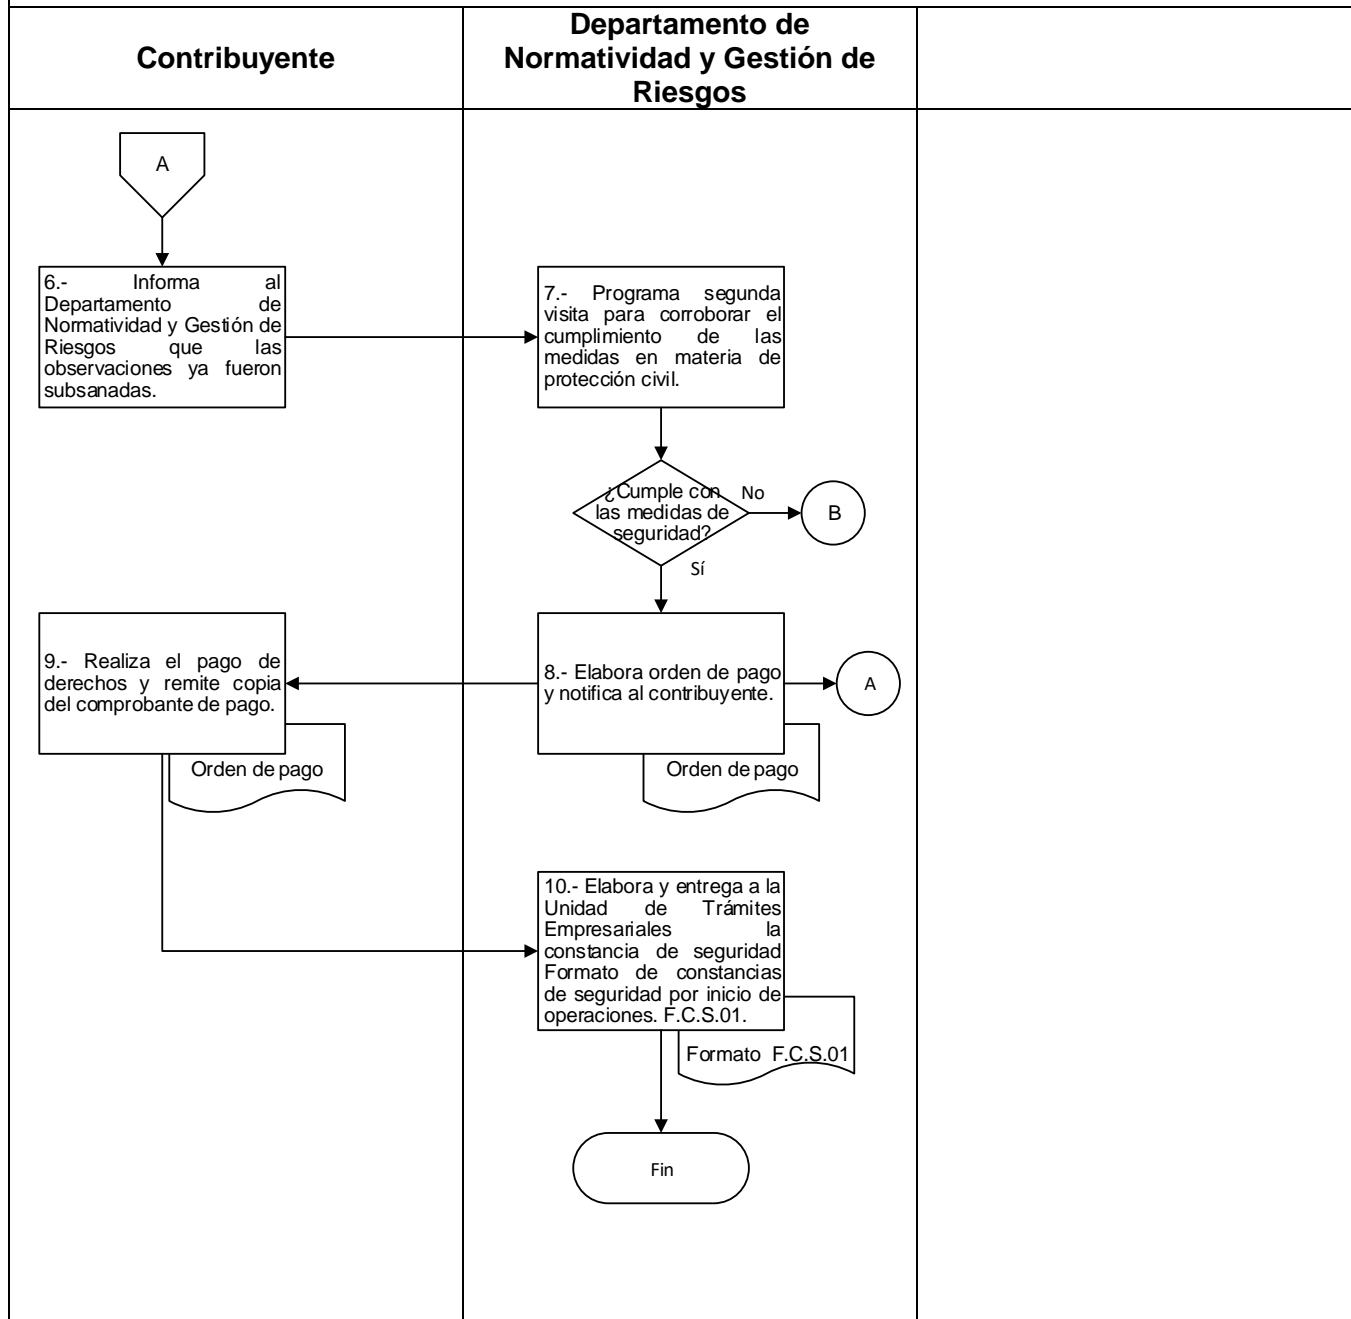 Contribuyente
Departamento de
Normatividad y Gestión de
Riesgos
A
6.- Informa al
Departamento de
Normatividad y Gestión de
Riesgos que las
observaciones ya fueron
subsanadas.
7.- Programa segunda
visita para corroborar el
cumplimiento de las
medidas en materia de
protección civil.
¿Cumple con
las medidas de
seguridad?
No
B
Sí
9.- Realiza el pago de
derechos y remite copia
del comprobante de pago.
Orden de pago
8.- Elabora orden de pago
y notifica al contribuyente.
A
Orden de pago
10.- Elabora y entrega a la
Unidad de Trámites
Empresariales la
constancia de seguridad
Formato de constancias
de seguridad por inicio de
operaciones. F.C.S.01.
Formato F.C.S.01
Fin